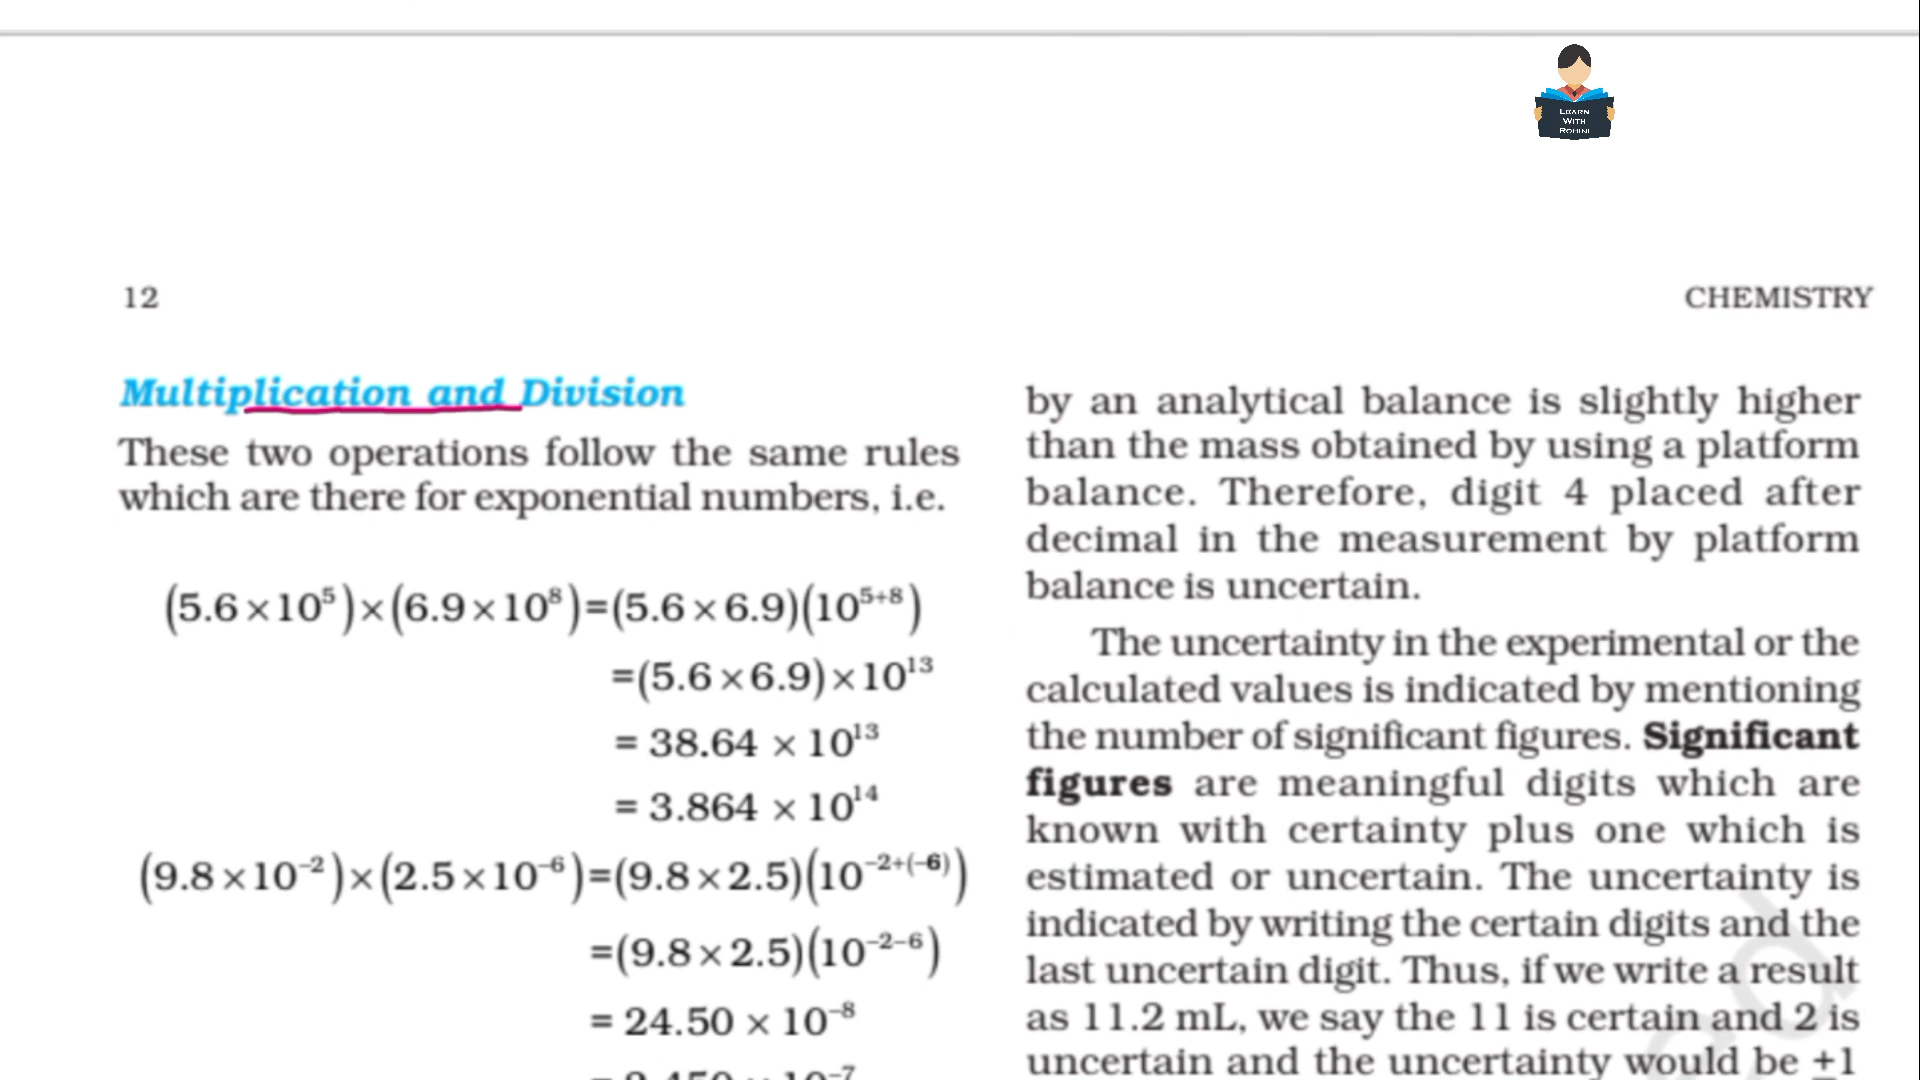 LEARN
WITH
ROHINI
12
CHEMISTRY
Multiplication and Division
These two operations follow the same rules
which are there for exponential numbers, i.e.
(5.6×10⁵)×(6.9×10⁸)=(5.6×6.9)(10⁵⁺⁸)
=(5.6×6.9)×10¹³
= 38.64 × 10¹³
= 3.864 × 10¹⁴
(9.8×10⁻²)×(2.5×10⁻⁶)=(9.8×2.5)(10⁻²⁺⁽⁻⁶⁾)
=(9.8×2.5)(10⁻²⁻⁶)
= 24.50 × 10⁻⁸
= 2.450 × 10⁻⁷
by an analytical balance is slightly higher
than the mass obtained by using a platform
balance. Therefore, digit 4 placed after
decimal in the measurement by platform
balance is uncertain.
The uncertainty in the experimental or the
calculated values is indicated by mentioning
the number of significant figures. Significant
figures are meaningful digits which are
known with certainty plus one which is
estimated or uncertain. The uncertainty is
indicated by writing the certain digits and the
last uncertain digit. Thus, if we write a result
as 11.2 mL, we say the 11 is certain and 2 is
uncertain and the uncertainty would be ±1